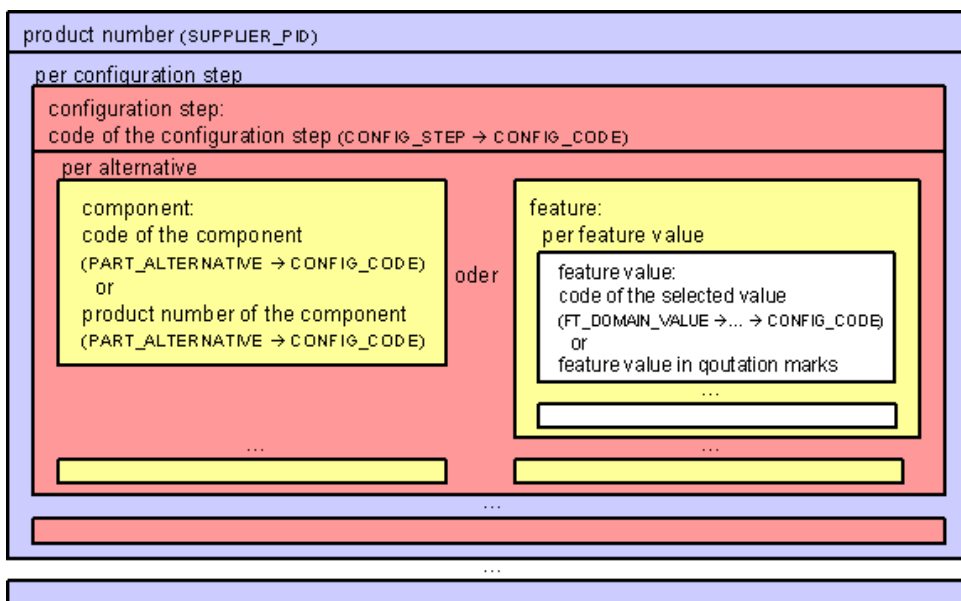 product number (SUPPLIER_PID)
per configuration step
configuration step:
code of the configuration step (CONFIG_STEP → CONFIG_CODE)
per alternative
component:
code of the component
(PART_ALTERNATIVE → CONFIG_CODE)
or
product number of the component
(PART_ALTERNATIVE → CONFIG_CODE)
...
oder
feature:
per feature value
feature value:
code of the selected value
(FT_DOMAIN_VALUE →... → CONFIG_CODE)
or
feature value in qoutation marks
...
...
...
...